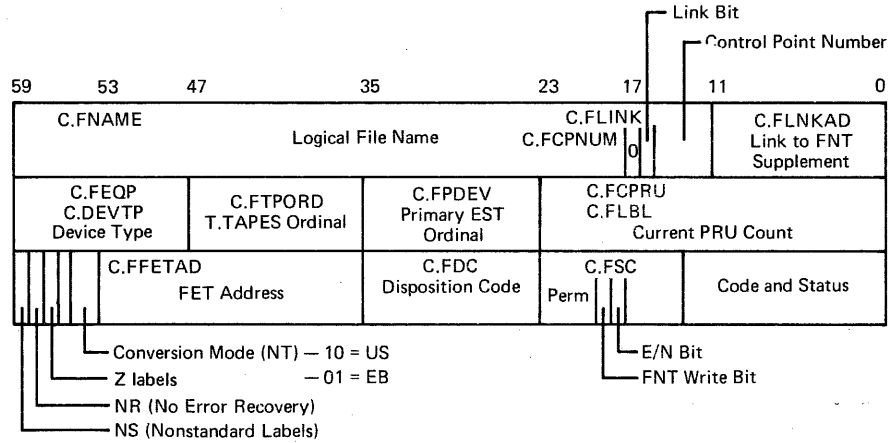 Link Bit
Control Point Number
59 53 47 35 23 17 11 0
C.FNAME
Logical File Name
C.FLINK
C.FCPNUM
0
C.FLNKAD
Link to FNT
Supplement
C.FEQP
C.DEVTP
Device Type
C.FTPORD
T.TAPES Ordinal
C.FPDEV
Primary EST
Ordinal
C.FCPRU
C.FLBL
Current PRU Count
C.FFETAD
FET Address
C.FDC
Disposition Code
C.FSC
Perm
Code and Status
Conversion Mode (NT) — 10 = US
Z labels — 01 = EB
NR (No Error Recovery)
NS (Nonstandard Labels)
E/N Bit
FNT Write Bit